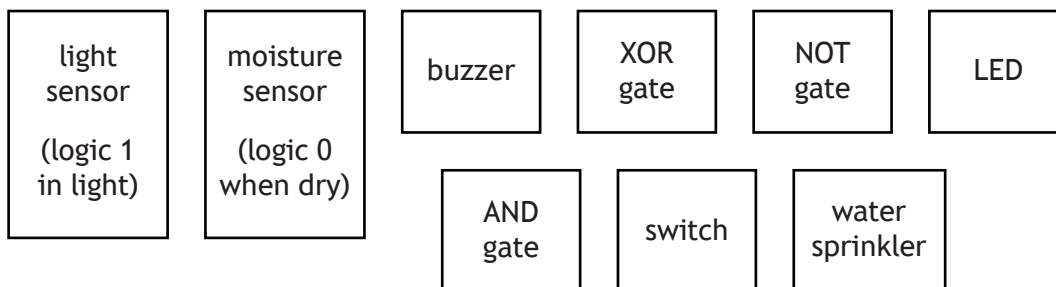 light
sensor
(logic 1
in light)
moisture
sensor
(logic 0
when dry)
buzzer
XOR
gate
NOT
gate
LED
AND
gate
switch
water
sprinkler